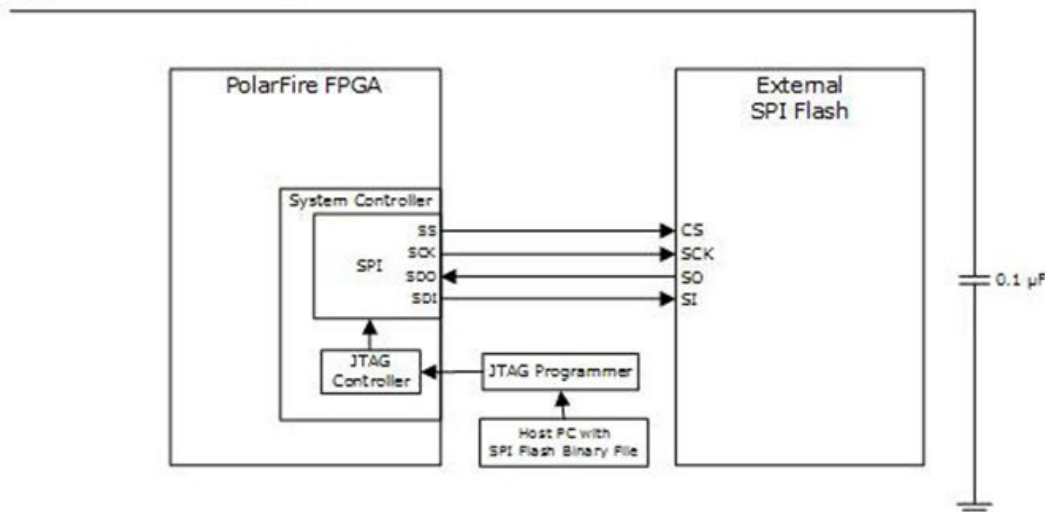 PolarFire FPGA
External
SPI Flash
System Controller
SS
CS
SCK
SCK
SPI
SDO
SO
SDI
SI
0.1 µF
JTAG
Controller
JTAG Programmer
Host PC with
SPI Flash Binary File